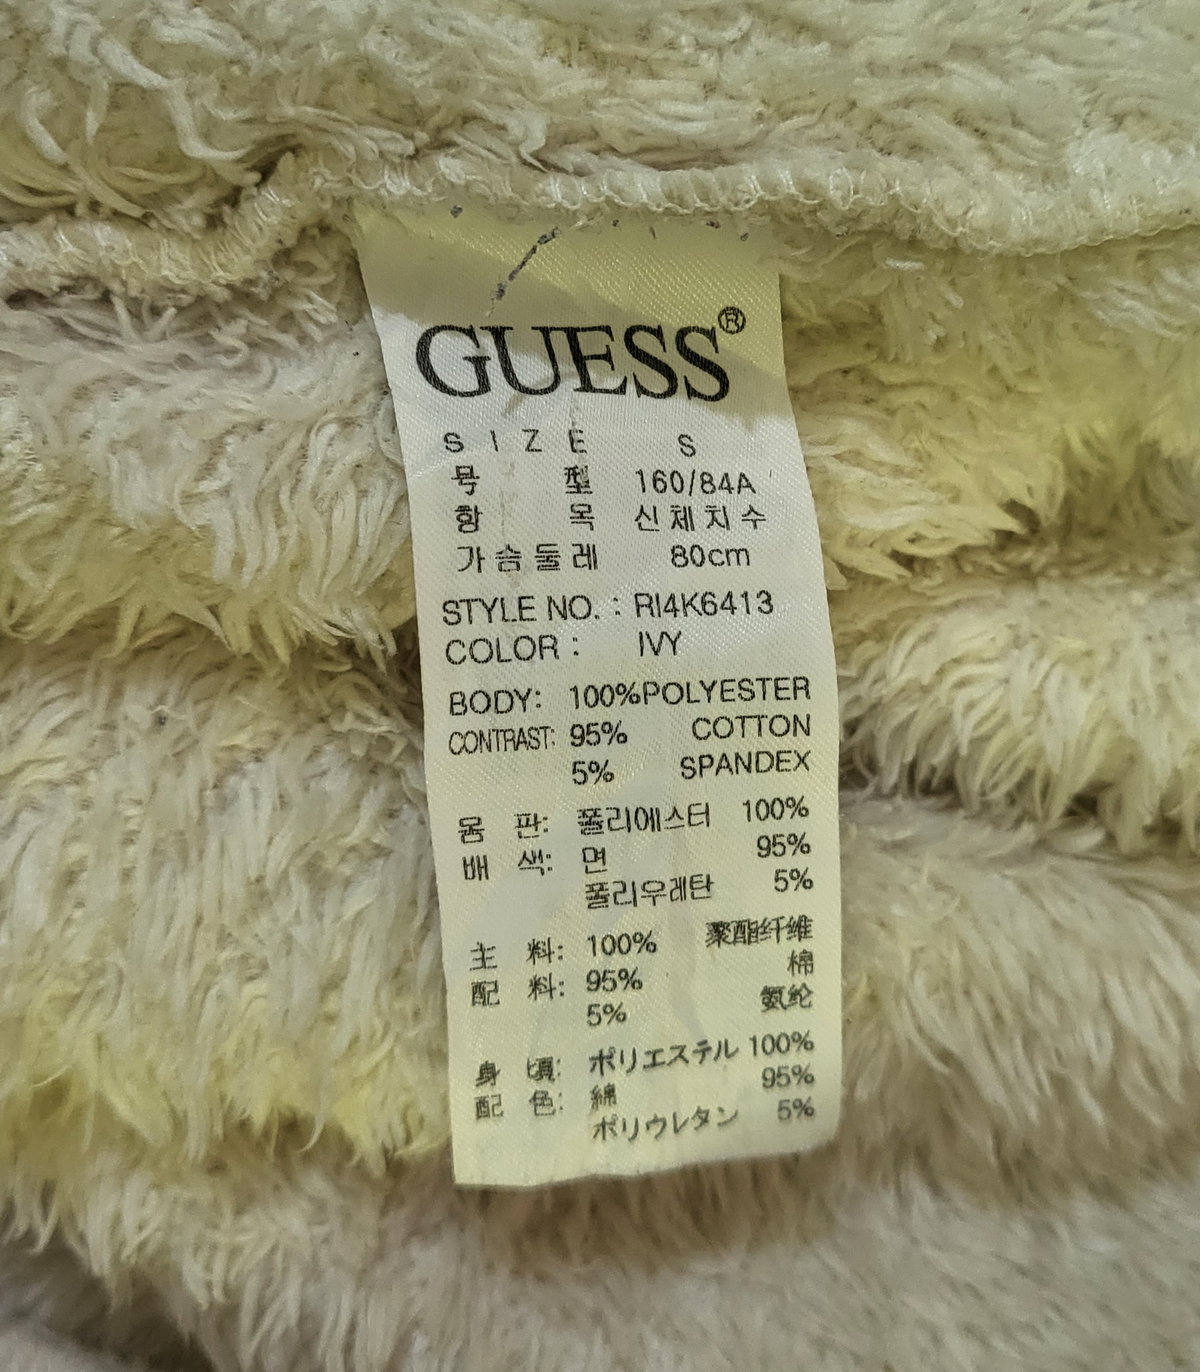 GUESS®
SIZE S
号型 160/84A
항목 신체치수
가슴둘레 80cm
STYLE NO. : RI4K6413
COLOR : IVY
BODY: 100%POLYESTER
CONTRAST: 95% COTTON
5% SPANDEX
몸판: 폴리에스터 100%
배색: 면 95%
폴리우레탄 5%
主料: 100% 聚酯纤维
配料: 95% 棉
5% 氨纶
身頃: ポリエステル 100%
配色: 綿 95%
ポリウレタン 5%